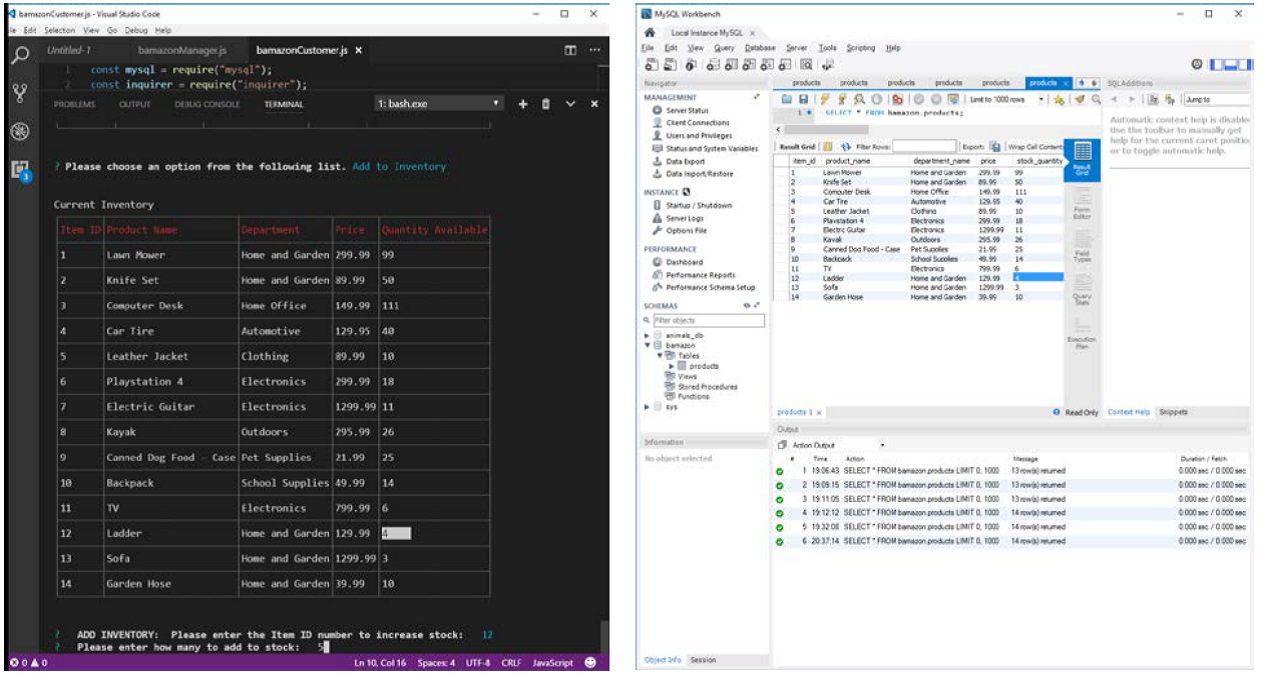 bamazonCustomer.js - Visual Studio Code
le Edit Selection View Go Debug Help
Untitled-1 bamazonManager.js bamazonCustomer.js ×
1 const mysql = require("mysql");
2 const inquirer = require("inquirer");
PROBLEMS OUTPUT DEBUG CONSOLE TERMINAL 1: bash.exe
? Please choose an option from the following list. Add to Inventory
Current Inventory
Item ID Product Name Department Price Quantity Available
1 Lawn Mower Home and Garden 299.99 99
2 Knife Set Home and Garden 89.99 50
3 Computer Desk Home Office 149.99 111
4 Car Tire Automotive 129.95 40
5 Leather Jacket Clothing 89.99 10
6 Playstation 4 Electronics 299.99 18
7 Electric Guitar Electronics 1299.99 11
8 Kayak Outdoors 295.99 26
9 Canned Dog Food - Case Pet Supplies 21.99 25
10 Backpack School Supplies 49.99 14
11 TV Electronics 799.99 6
12 Ladder Home and Garden 129.99 4
13 Sofa Home and Garden 1299.99 3
14 Garden Hose Home and Garden 39.99 10
? ADD INVENTORY: Please enter the Item ID number to increase stock: 12
? Please enter how many to add to stock: 5
0 0 Ln 10, Col 16 Spaces: 4 UTF-8 CRLF JavaScript
3
MySQL Workbench
Local Instance MySQL ×
File Edit View Query Database Server Tools Scripting Help
Navigator
MANAGEMENT
Server Status
Client Connections
Users and Privileges
Status and System Variables
Data Export
Data Import/Restore
INSTANCE
Startup / Shutdown
Server Logs
Options File
PERFORMANCE
Dashboard
Performance Reports
Performance Schema Setup
SCHEMAS
Filter objects
animals_db
bamazon
Tables
products
Views
Stored Procedures
Functions
sys
Information
No object selected
Object Info Session
products products products products products products × SQLAdditions
Limit to 1000 rows Jump to
1 SELECT * FROM bamazon.products;
Result Grid Filter Rows: Export: Wrap Cell Content:
item_id product_name department_name price stock_quantity
1 Lawn Mower Home and Garden 299.99 99
2 Knife Set Home and Garden 89.99 50
3 Computer Desk Home Office 149.99 111
4 Car Tire Automotive 129.95 40
5 Leather Jacket Clothing 89.99 10
6 Playstation 4 Electronics 299.99 18
7 Electric Guitar Electronics 1299.99 11
8 Kayak Outdoors 295.99 26
9 Canned Dog Food - Case Pet Supplies 21.99 25
10 Backpack School Supplies 49.99 14
11 TV Electronics 799.99 6
12 Ladder Home and Garden 129.99 4
13 Sofa Home and Garden 1299.99 3
14 Garden Hose Home and Garden 39.99 10
Result
Grid
Form
Editor
Field
Types
Query
Stats
Execution
Plan
Automatic context help is disabled
Use the toolbar to manually get
help for the current caret position
or to toggle automatic help.
products 1 × Read Only Context Help Snippets
Output
Action Output
# Time Action Message Duration / Fetch
1 19:06:43 SELECT * FROM bamazon.products LIMIT 0, 1000 13 row(s) returned 0.000 sec / 0.000 sec
2 19:09:15 SELECT * FROM bamazon.products LIMIT 0, 1000 13 row(s) returned 0.000 sec / 0.000 sec
3 19:11:05 SELECT * FROM bamazon.products LIMIT 0, 1000 13 row(s) returned 0.000 sec / 0.000 sec
4 19:12:12 SELECT * FROM bamazon.products LIMIT 0, 1000 14 row(s) returned 0.000 sec / 0.000 sec
5 19:32:08 SELECT * FROM bamazon.products LIMIT 0, 1000 14 row(s) returned 0.000 sec / 0.000 sec
6 20:37:14 SELECT * FROM bamazon.products LIMIT 0, 1000 14 row(s) returned 0.000 sec / 0.000 sec